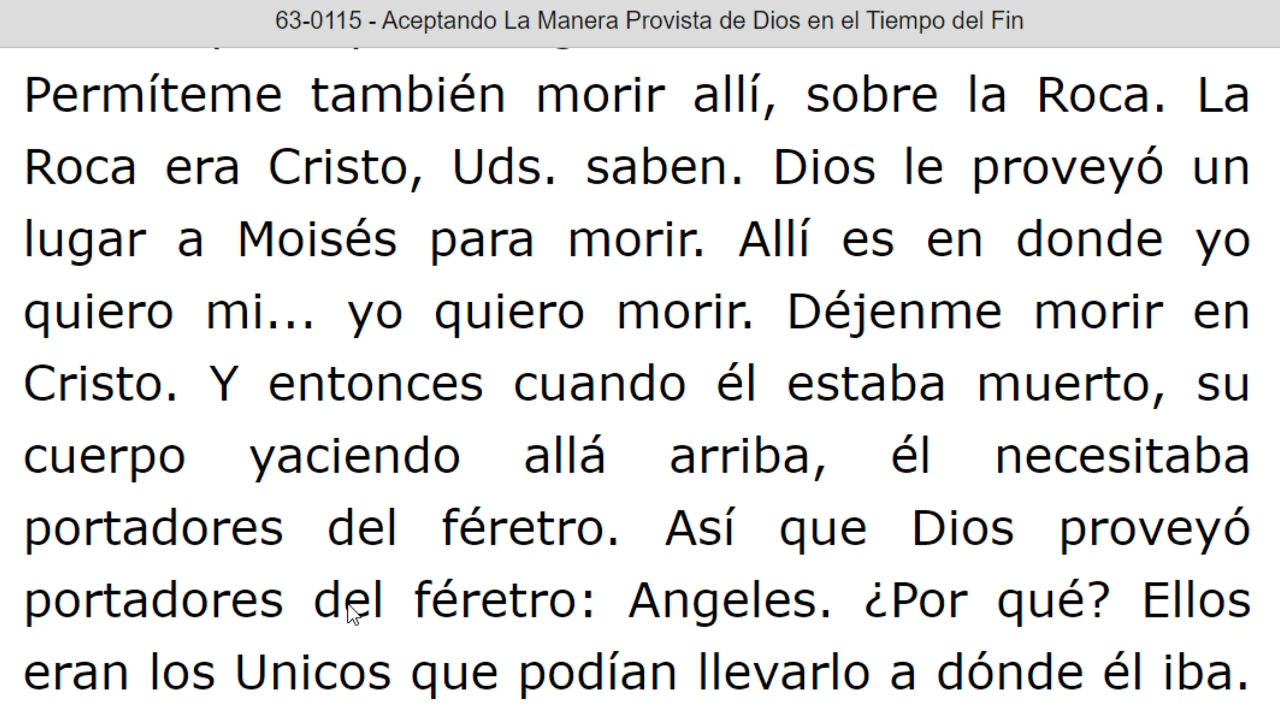 63-0115 - Aceptando La Manera Provista de Dios en el Tiempo del Fin
Permíteme también morir allí, sobre la Roca. La
Roca era Cristo, Uds. saben. Dios le proveyó un
lugar a Moisés para morir. Allí es en donde yo
quiero mi... yo quiero morir. Déjenme morir en
Cristo. Y entonces cuando él estaba muerto, su
cuerpo yaciendo allá arriba, él necesitaba
portadores del féretro. Así que Dios proveyó
portadores del féretro: Angeles. ¿Por qué? Ellos
eran los Unicos que podían llevarlo a dónde él iba.